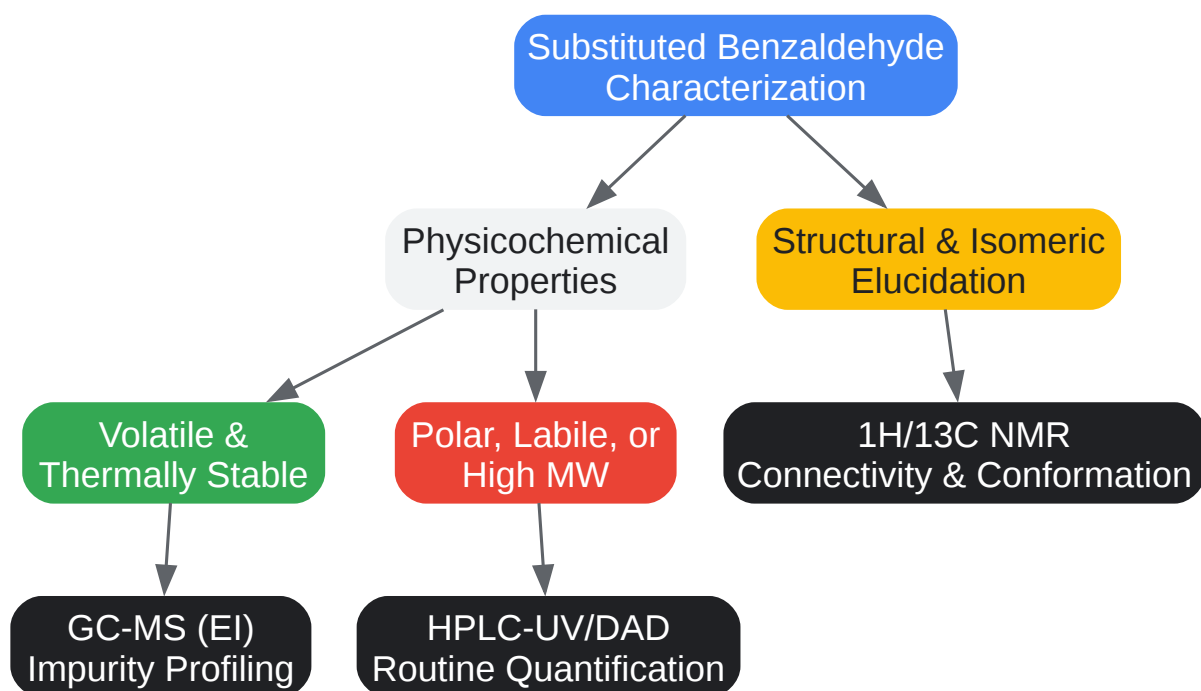 Substituted Benzaldehyde
Characterization
Physicochemical
Properties
Structural & Isomeric
Elucidation
Volatile &
Thermally Stable
Polar, Labile, or
High MW
1H/13C NMR
Connectivity & Conformation
GC-MS (EI)
Impurity Profiling
HPLC-UV/DAD
Routine Quantification